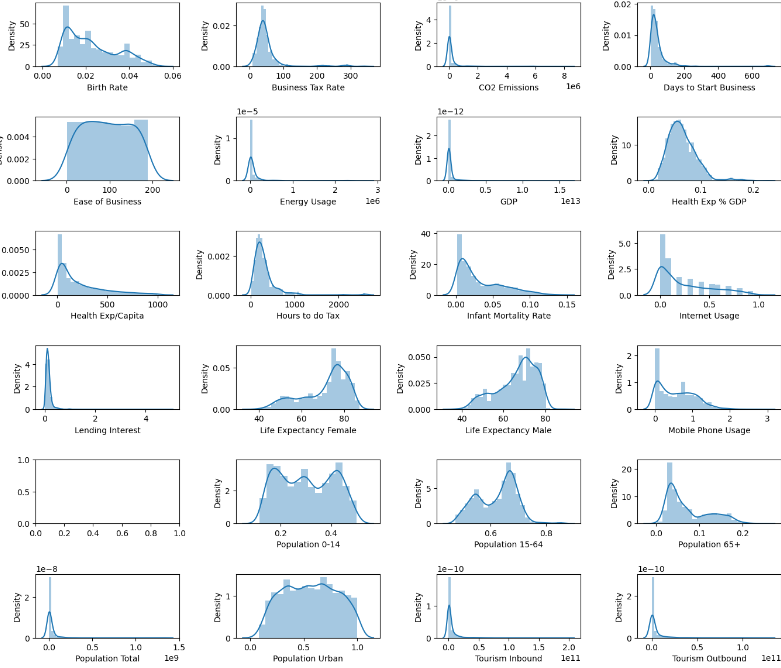 Density 50 25 0 0.00 0.02 0.04 0.06 Birth Rate
Density 0.02 0.00 0 100 200 300 Business Tax Rate
Density 4 2 0 0 2 4 6 8 CO2 Emissions 1e6
Density 0.02 0.01 0.00 0 200 400 600 Days to Start Business
Density 0.004 0.002 0.000 0 100 200 Ease of Business
1e-5 Density 1 0 0 1 2 3 Energy Usage 1e6
1e-12 Density 2 1 0 0.0 0.5 1.0 1.5 GDP 1e13
Density 10 0 0.0 0.1 0.2 Health Exp % GDP
0.0050 0.0025 0.0000 0 500 1000 Health Exp/Capita
Density 0.002 0.000 0 1000 2000 Hours to do Tax
Density 40 20 0 0.00 0.05 0.10 0.15 Infant Mortality Rate
Density 5.0 2.5 0.0 0.0 0.5 1.0 Internet Usage
Density 4 2 0 0 2 4 Lending Interest
Density 0.05 0.00 40 60 80 Life Expectancy Female
Density 0.050 0.025 0.000 40 60 80 Life Expectancy Male
Density 2 1 0 0 1 2 3 Mobile Phone Usage
1.0 0.5 0.0 0.0 0.2 0.4 0.6 0.8 1.0
Density 2 0 0.2 0.4 Population 0-14
Density 5 0 0.6 0.8 Population 15-64
Density 20 10 0 0.0 0.1 0.2 Population 65+
1e-8 Density 2 0 0.0 0.5 1.0 1.5 Population Total 1e9
Density 1 0 0.0 0.5 1.0 Population Urban
1e-10 Density 1 0 0.0 0.5 1.0 1.5 2.0 Tourism Inbound 1e11
1e-10 Density 2 0 0.0 0.5 1.0 Tourism Outbound 1e11